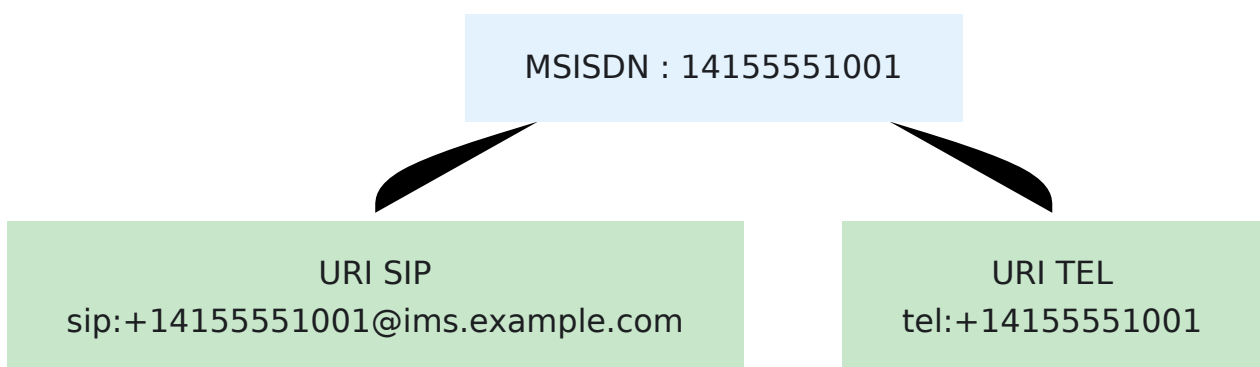 MSISDN : 14155551001
URI SIP
sip:+14155551001@ims.example.com
URI TEL
tel:+14155551001